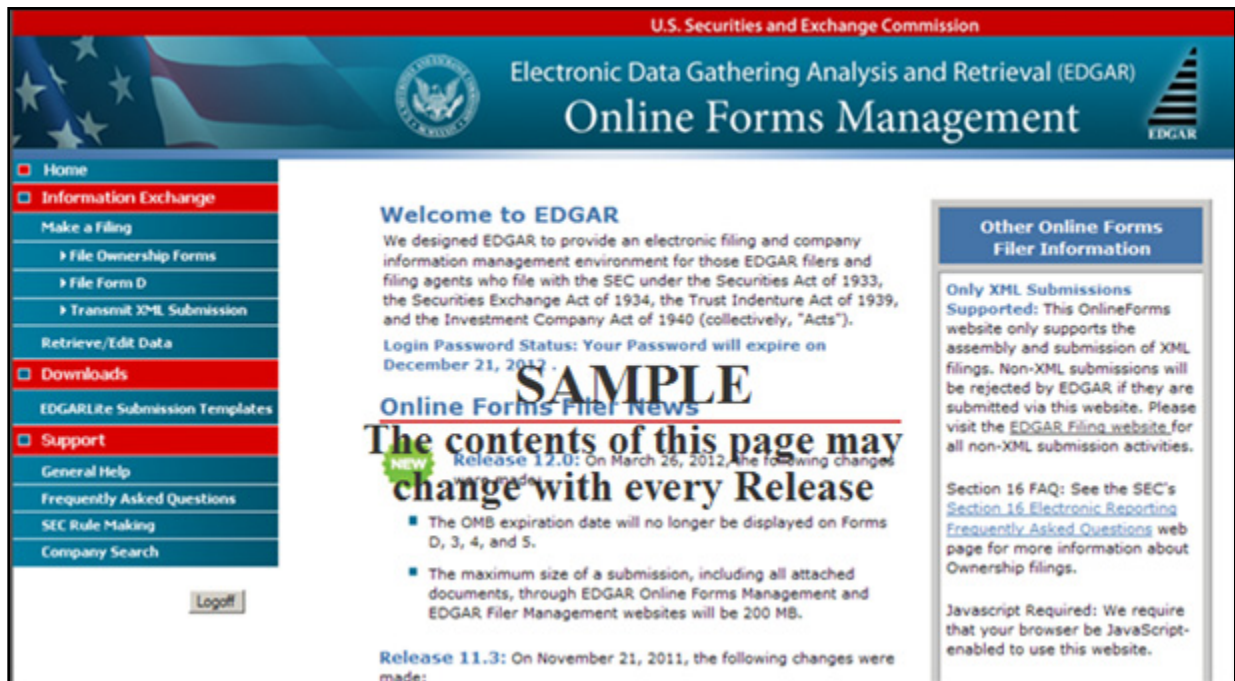 U.S. Securities and Exchange Commission
Electronic Data Gathering Analysis and Retrieval (EDGAR)
Online Forms Management
EDGAR
Home
Information Exchange
Make a Filing
File Ownership Forms
File Form D
Transmit XML Submission
Retrieve/Edit Data
Downloads
EDGARLite Submission Templates
Support
General Help
Frequently Asked Questions
SEC Rule Making
Company Search
Logoff
Welcome to EDGAR
We designed EDGAR to provide an electronic filing and company
information management environment for those EDGAR filers and
filing agents who file with the SEC under the Securities Act of 1933,
the Securities Exchange Act of 1934, the Trust Indenture Act of 1939,
and the Investment Company Act of 1940 (collectively, "Acts").
Login Password Status: Your Password will expire on
December 21, 2012 .
SAMPLE
Online Forms Filer News
The contents of this page may
NEW
Release 12.0: On March 26, 2012, the following changes
were made:
change with every Release
The OMB expiration date will no longer be displayed on Forms
D, 3, 4, and 5.
The maximum size of a submission, including all attached
documents, through EDGAR Online Forms Management and
EDGAR Filer Management websites will be 200 MB.
Release 11.3: On November 21, 2011, the following changes were
made:
Other Online Forms
Filer Information
Only XML Submissions
Supported: This OnlineForms
website only supports the
assembly and submission of XML
filings. Non-XML submissions will
be rejected by EDGAR if they are
submitted via this website. Please
visit the EDGAR Filing website for
all non-XML submission activities.
Section 16 FAQ: See the SEC's
Section 16 Electronic Reporting
Frequently Asked Questions web
page for more information about
Ownership filings.
Javascript Required: We require
that your browser be JavaScript-
enabled to use this website.